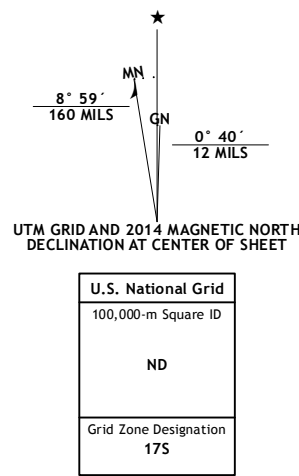 ★
MN
GN
8° 59´
160 MILS
0° 40´
12 MILS
UTM GRID AND 2014 MAGNETIC NORTH
DECLINATION AT CENTER OF SHEET
U.S. National Grid
100,000-m Square ID
ND
Grid Zone Designation
17S